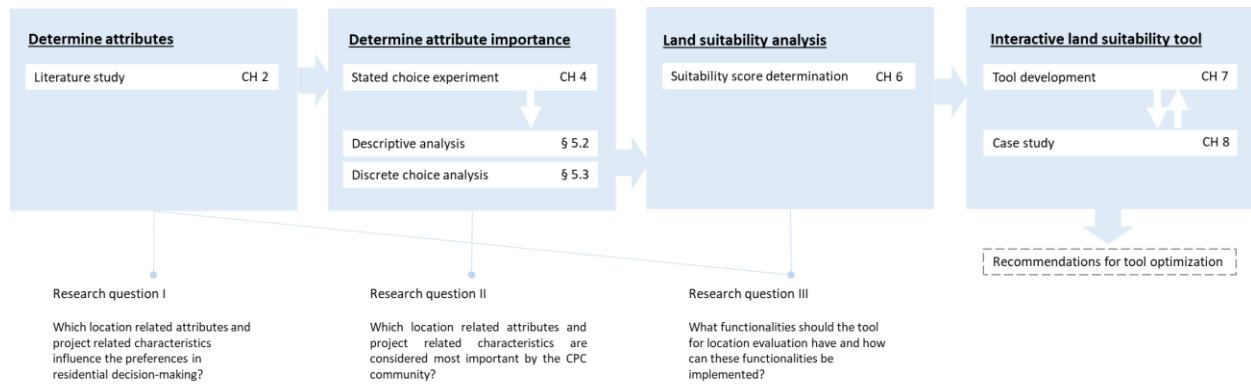 Determine attributes
Literature study CH 2
Determine attribute importance
Stated choice experiment CH 4
Descriptive analysis § 5.2
Discrete choice analysis § 5.3
Land suitability analysis
Suitability score determination CH 6
Interactive land suitability tool
Tool development CH 7
Case study CH 8
Recommendations for tool optimization
Research question I
Which location related attributes and
project related characteristics
influence the preferences in
residential decision-making?
Research question II
Which location related attributes and
project related characteristics are
considered most important by the CPC
community?
Research question III
What functionalities should the tool
for location evaluation have and how
can these functionalities be
implemented?